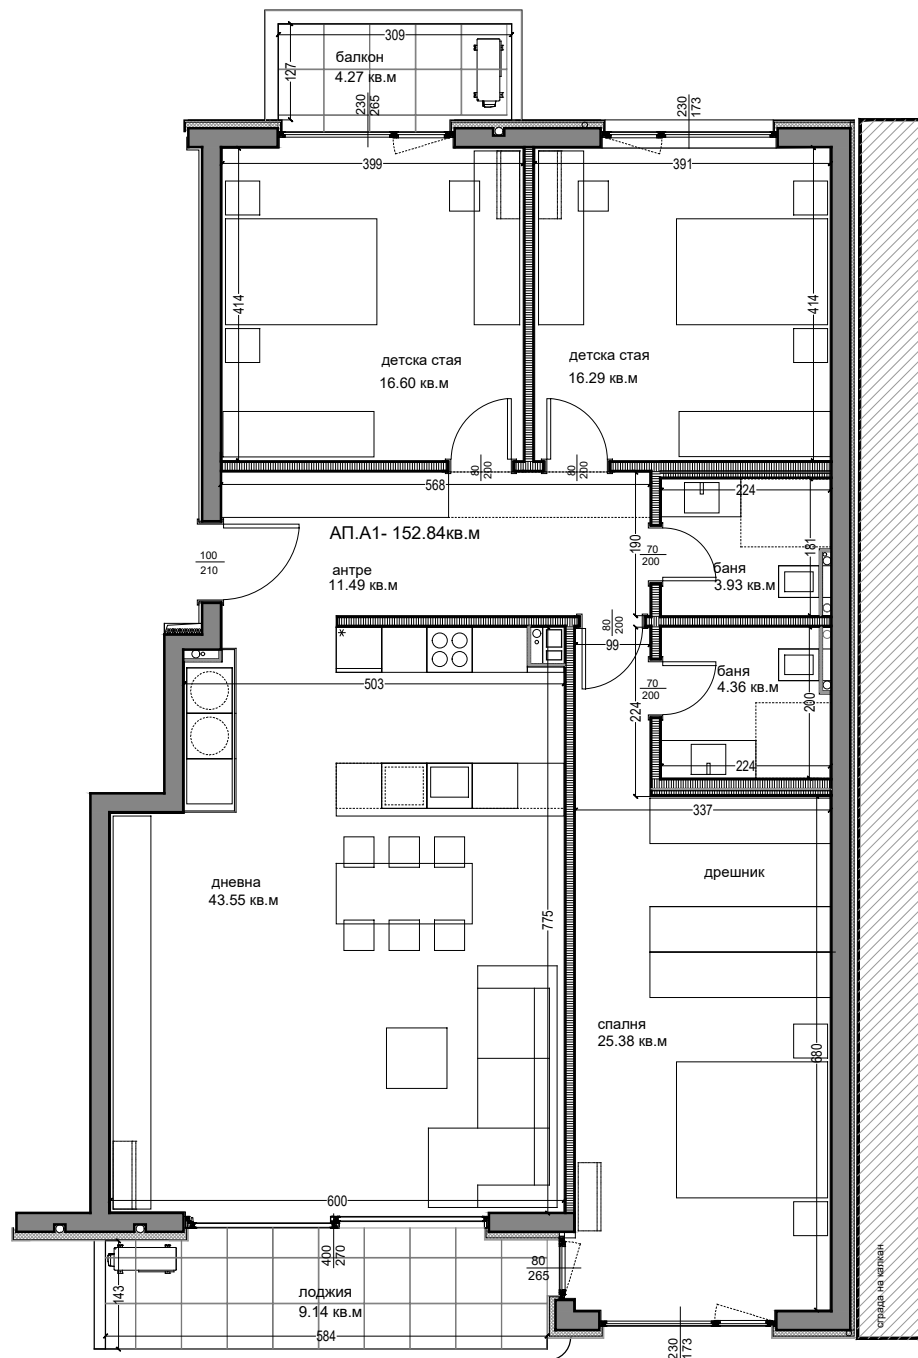 309
балкон
4.27 кв.м
127
230
265
230
173
399
391
414
414
детска стая
16.60 кв.м
детска стая
16.29 кв.м
80
200
80
200
568
224
АП.А1- 152.84кв.м
190
181
100
210
70
200
антре
11.49 кв.м
баня
3.93 кв.м
80
200
*
99
503
баня
4.36 кв.м
70
200
224
200
224
337
дневна
43.55 кв.м
дрешник
775
спалня
25.38 кв.м
680
600
400
270
80
265
143
лоджия
9.14 кв.м
584
230
173
сграда на калкан